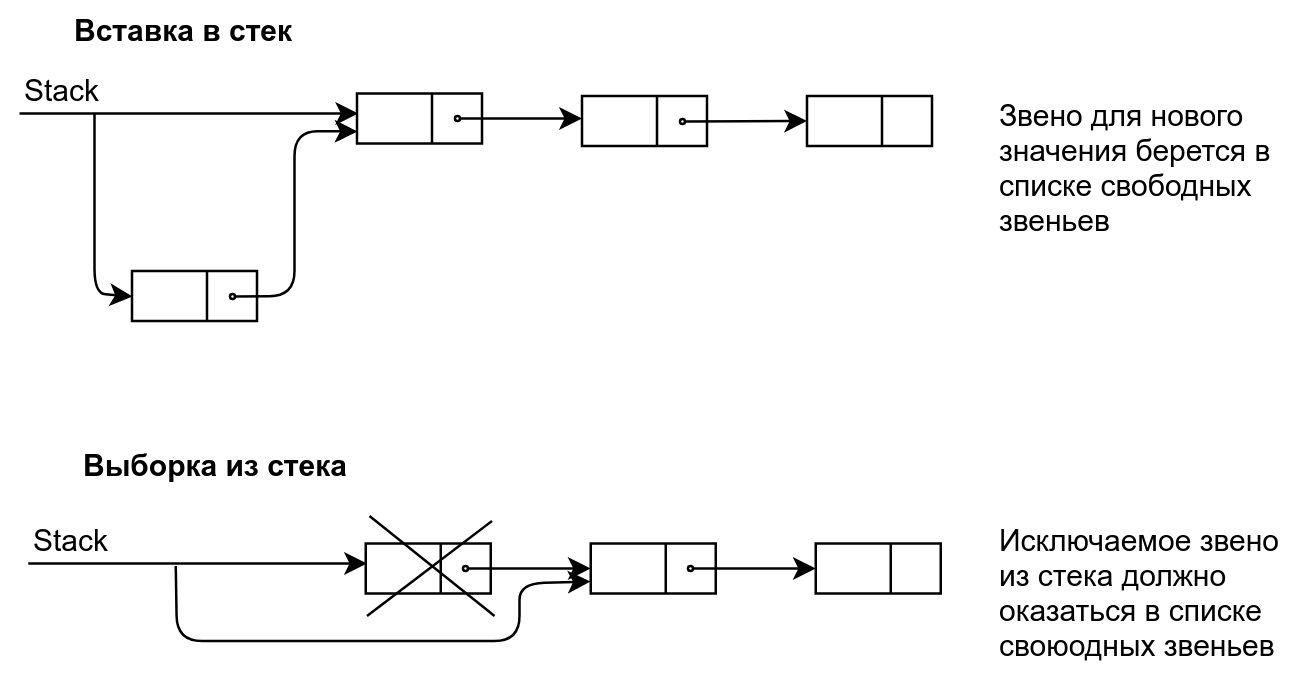 Вставка в стек
Stack
Звено для нового
значения берется в
списке свободных
звеньев
Выборка из стека
Stack
Исключаемое звено
из стека должно
оказаться в списке
своюодных звеньев